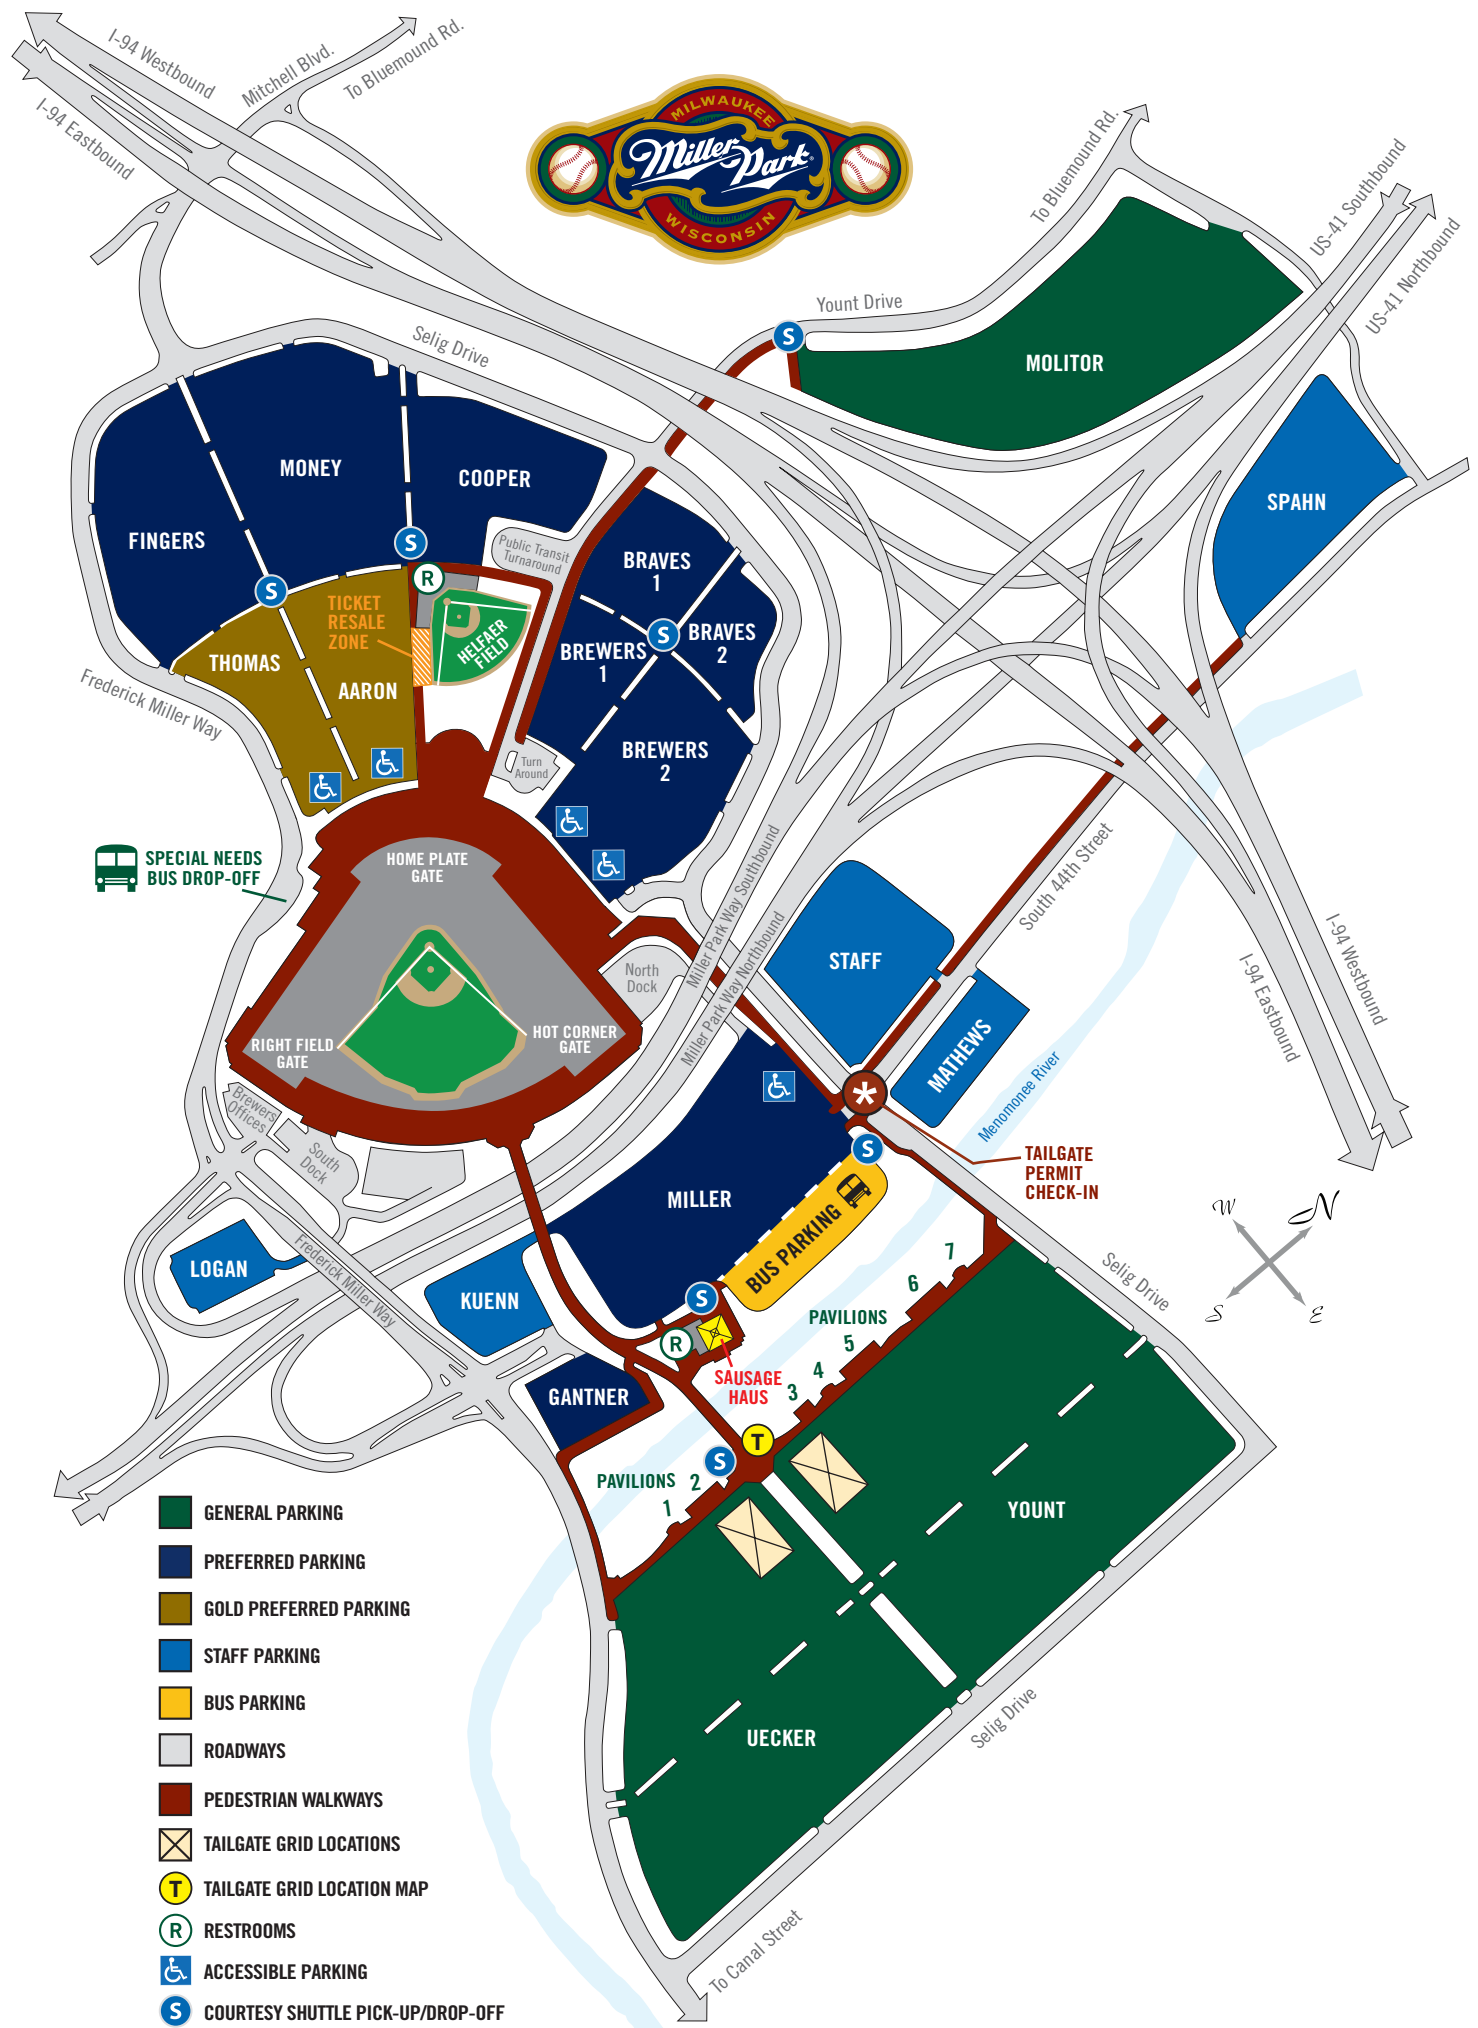 I-94 Westbound
Mitchell Blvd.
To Bluemound Rd.
I-94 Eastbound
MILWAUKEE
Miller Park
WISCONSIN
To Bluemound Rd.
US-41 Southbound
US-41 Northbound
Yount Drive
Selig Drive
S
MOLITOR
MONEY
COOPER
SPAHN
FINGERS
S
Public Transit
Turnaround
BRAVES
1
R
S
TICKET
RESALE
ZONE
HELFAER
FIELD
BRAVES
2
S
BREWERS
1
THOMAS
AARON
Frederick Miller Way
BREWERS
2
Turn
Around
SPECIAL NEEDS
BUS DROP-OFF
HOME PLATE
GATE
Miller Park Way Southbound
Miller Park Way Northbound
South 44th Street
STAFF
North
Dock
I-94 Westbound
I-94 Eastbound
RIGHT FIELD
GATE
HOT CORNER
GATE
MATHEWS
Menomonee River
*
Brewers
Offices
South
Dock
S
TAILGATE
PERMIT
CHECK-IN
MILLER
BUS PARKING
W
N
S
E
LOGAN
Frederick Miller Way
KUENN
S
7
6
PAVILIONS
5
4
3
Selig Drive
R
SAUSAGE
HAUS
GANTNER
T
S
PAVILIONS
2
1
YOUNT
UECKER
Selig Drive
To Canal Street
GENERAL PARKING
PREFERRED PARKING
GOLD PREFERRED PARKING
STAFF PARKING
BUS PARKING
ROADWAYS
PEDESTRIAN WALKWAYS
TAILGATE GRID LOCATIONS
T TAILGATE GRID LOCATION MAP
R RESTROOMS
ACCESSIBLE PARKING
S COURTESY SHUTTLE PICK-UP/DROP-OFF